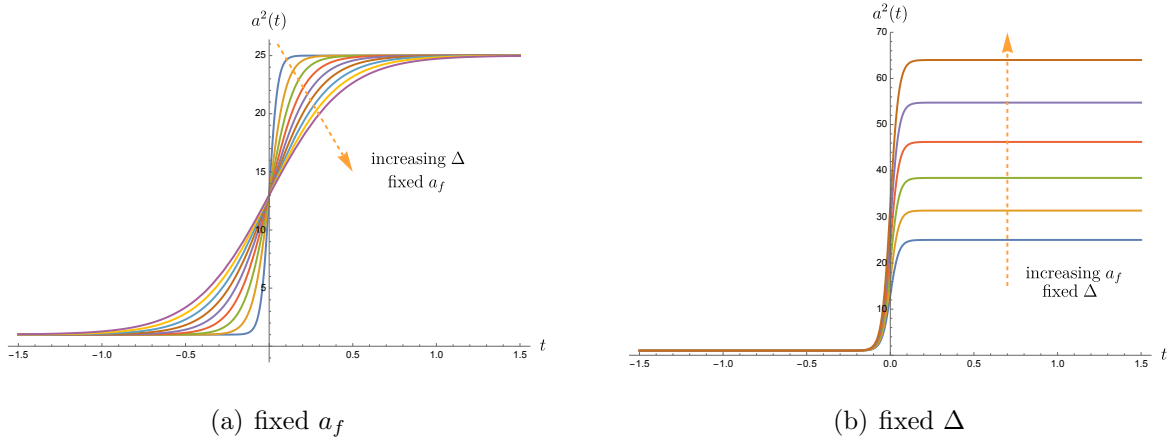 a²(t)
25
20
15
10
5
−1.5 −1.0 −0.5 0.5 1.0 1.5 t
increasing Δ
fixed a_f
(a) fixed a_f
a²(t)
70
60
50
40
30
20
10
−1.5 −1.0 −0.5 0.0 0.5 1.0 1.5 t
increasing a_f
fixed Δ
(b) fixed Δ